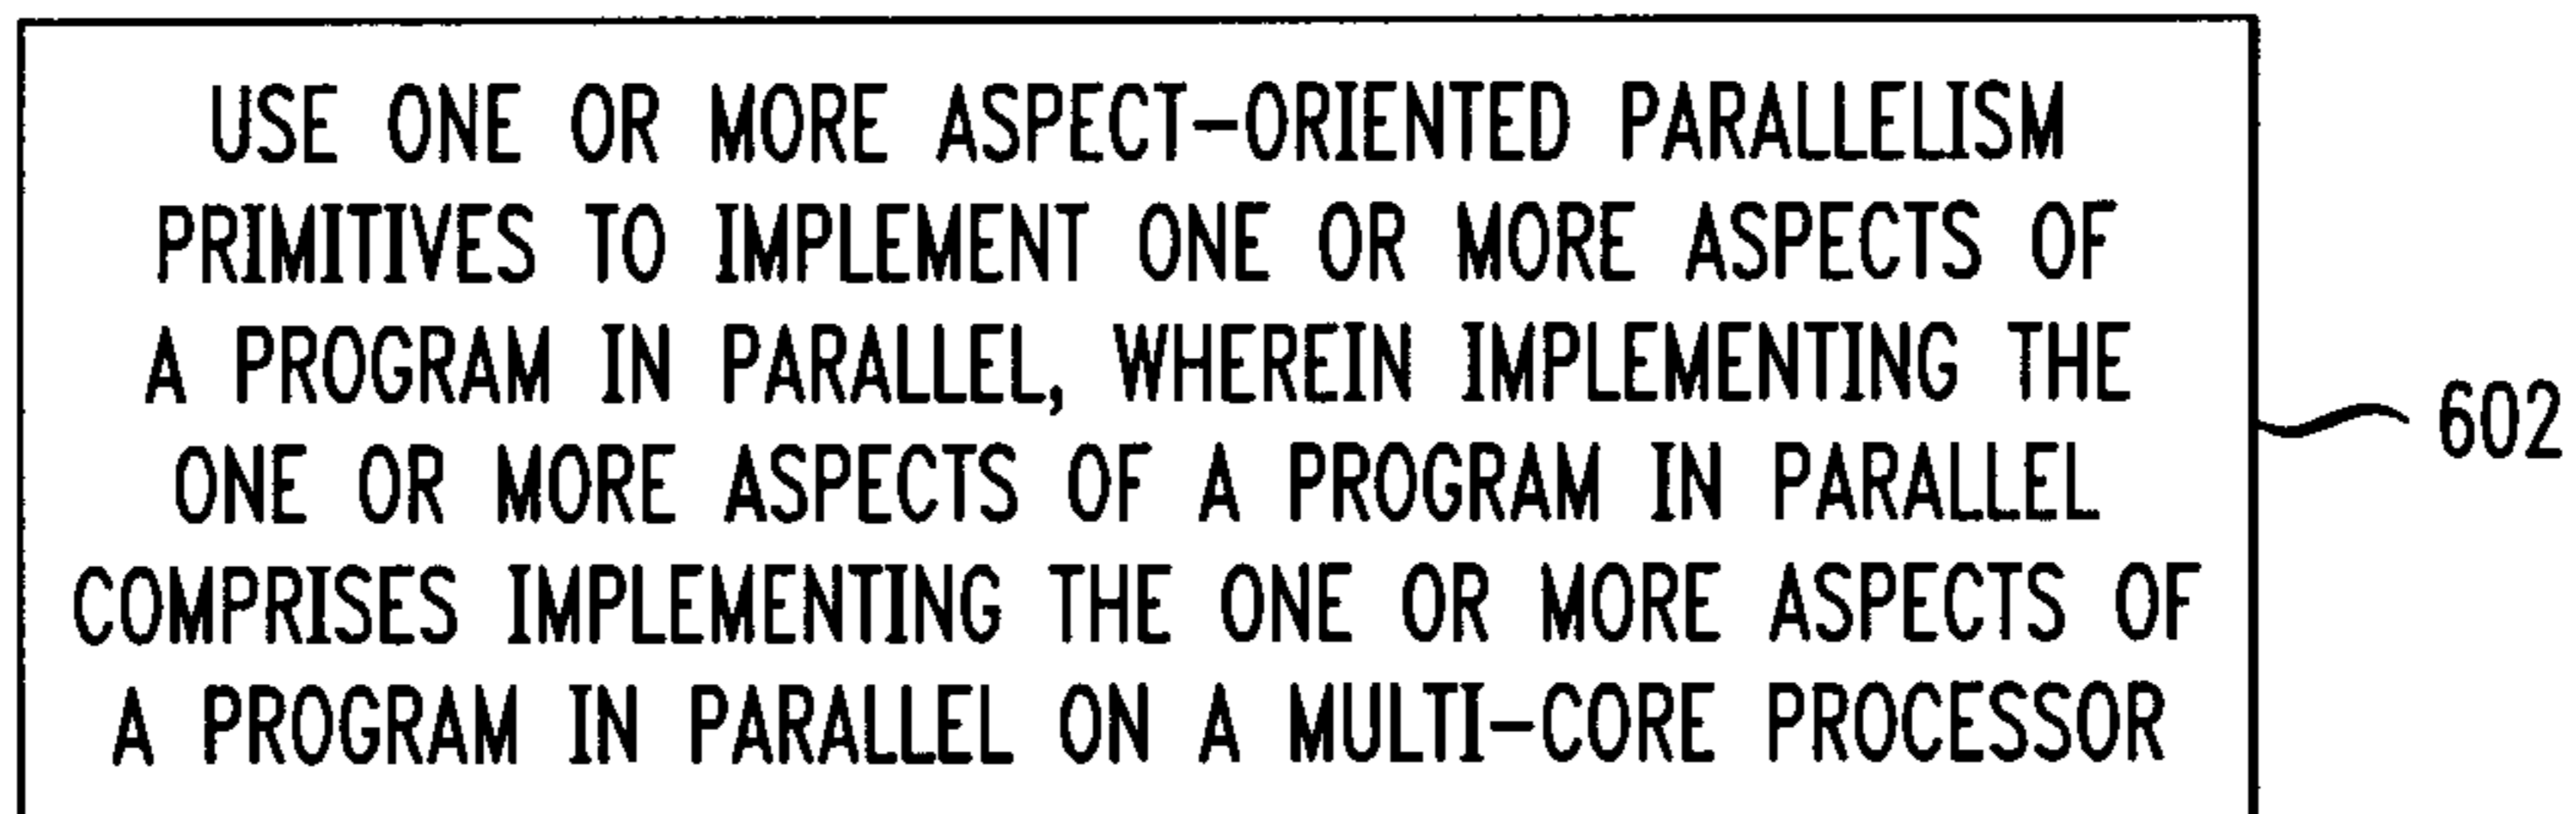 USE ONE OR MORE ASPECT-ORIENTED PARALLELISM
PRIMITIVES TO IMPLEMENT ONE OR MORE ASPECTS OF
A PROGRAM IN PARALLEL, WHEREIN IMPLEMENTING THE
ONE OR MORE ASPECTS OF A PROGRAM IN PARALLEL
COMPRISES IMPLEMENTING THE ONE OR MORE ASPECTS OF
A PROGRAM IN PARALLEL ON A MULTI-CORE PROCESSOR
602